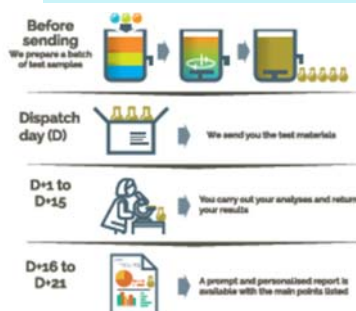 Before
sending
We prepare a batch
of test samples
Dispatch
day (D)
We send you the test materials
D+1 to
D+15
You carry out your analyses and return
your results
D+16 to
D+21
A prompt and personalised report is
available with the main points listed